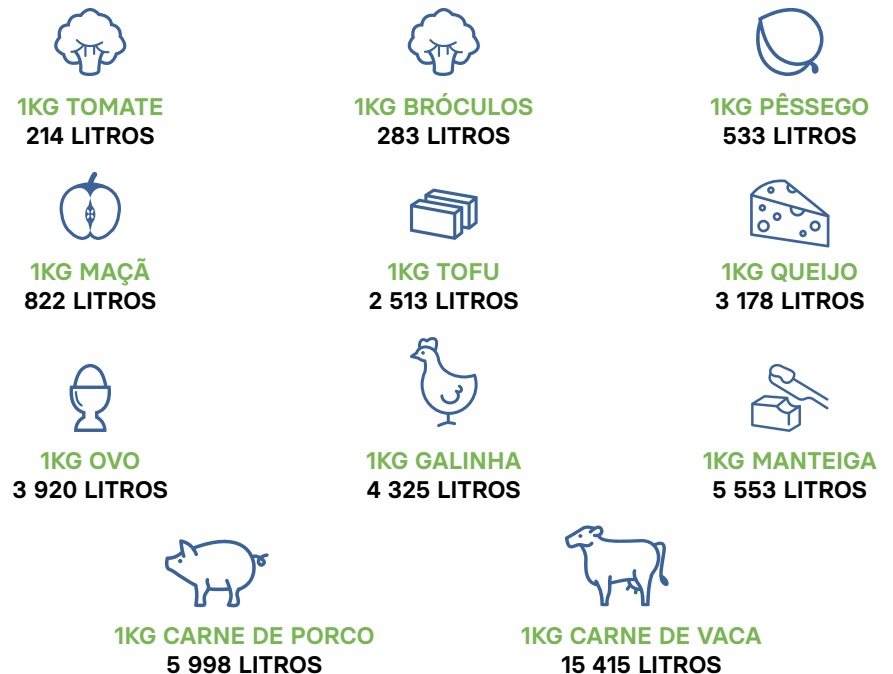 1KG TOMATE
214 LITROS
1KG BRÓCULOS
283 LITROS
1KG PÊSSEGO
533 LITROS
1KG MAÇÃ
822 LITROS
1KG TOFU
2 513 LITROS
1KG QUEIJO
3 178 LITROS
1KG OVO
3 920 LITROS
1KG GALINHA
4 325 LITROS
1KG MANTEIGA
5 553 LITROS
1KG CARNE DE PORCO
5 998 LITROS
1KG CARNE DE VACA
15 415 LITROS